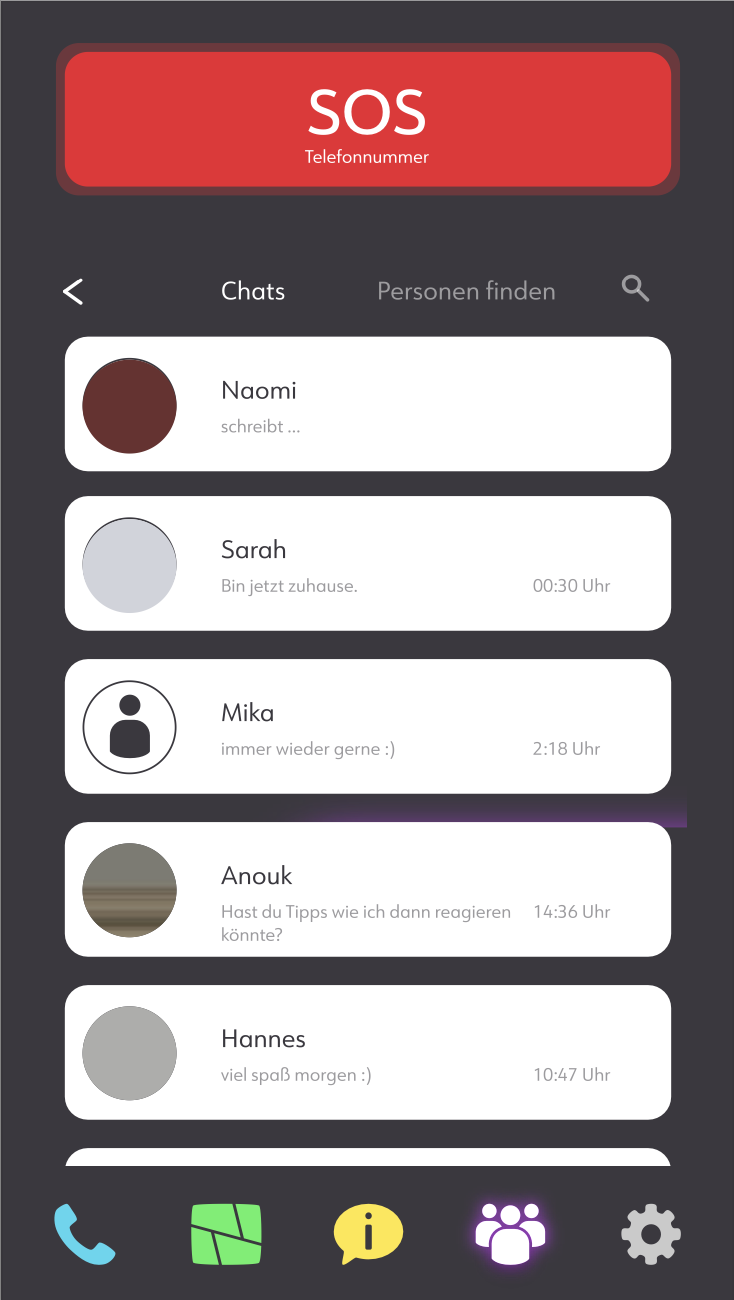 SOS
Telefonnummer
Chats Personen finden
Naomi
schreibt ...
Sarah
Bin jetzt zuhause. 00:30 Uhr
Mika
immer wieder gerne :) 2:18 Uhr
Anouk
Hast du Tipps wie ich dann reagieren 14:36 Uhr
könnte?
Hannes
viel spaß morgen :) 10:47 Uhr
i